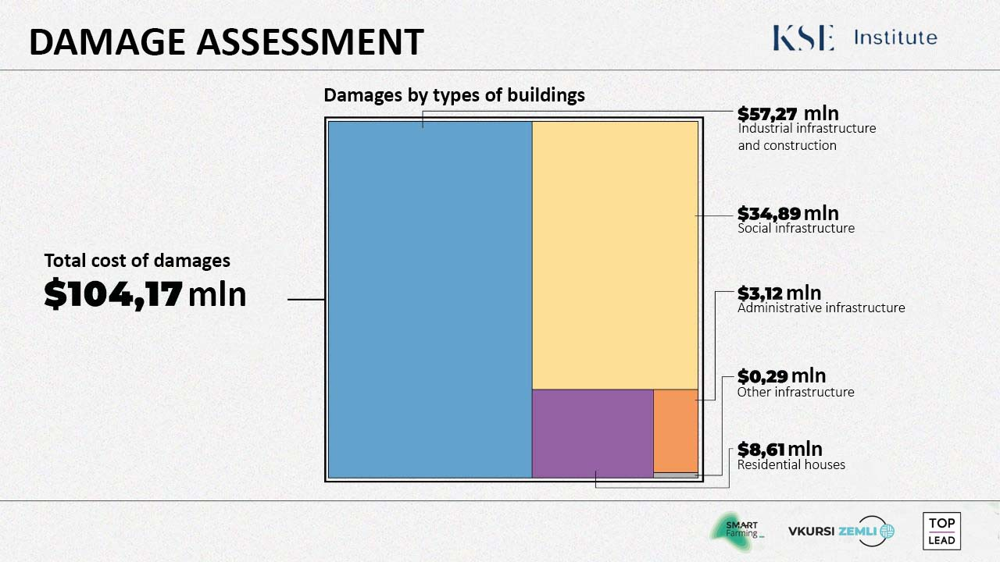 DAMAGE ASSESSMENT
KSE Institute
Damages by types of buildings
$57,27 mln
Industrial infrastructure
and construction
$34,89 mln
Social infrastructure
Total cost of damages
$104,17 mln
$3,12 mln
Administrative infrastructure
$0,29 mln
Other infrastructure
$8,61 mln
Residential houses
SMART
Farming_
VKURSI ZEMLI
TOP
LEAD